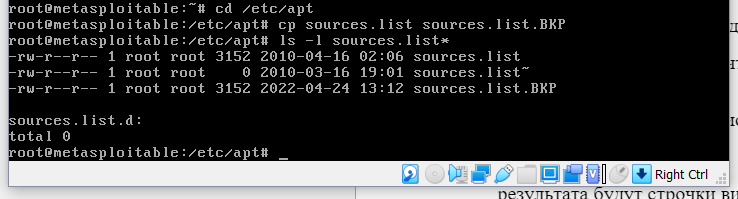 root@metasploitable:~# cd /etc/apt
root@metasploitable:/etc/apt# cp sources.list sources.list.BKP
root@metasploitable:/etc/apt# ls -l sources.list*
-rw-r--r-- 1 root root 3152 2010-04-16 02:06 sources.list
-rw-r--r-- 1 root root    0 2010-03-16 19:01 sources.list~
-rw-r--r-- 1 root root 3152 2022-04-24 13:12 sources.list.BKP
sources.list.d:
total 0
root@metasploitable:/etc/apt# _
Right Ctrl
результата будут строчки ви